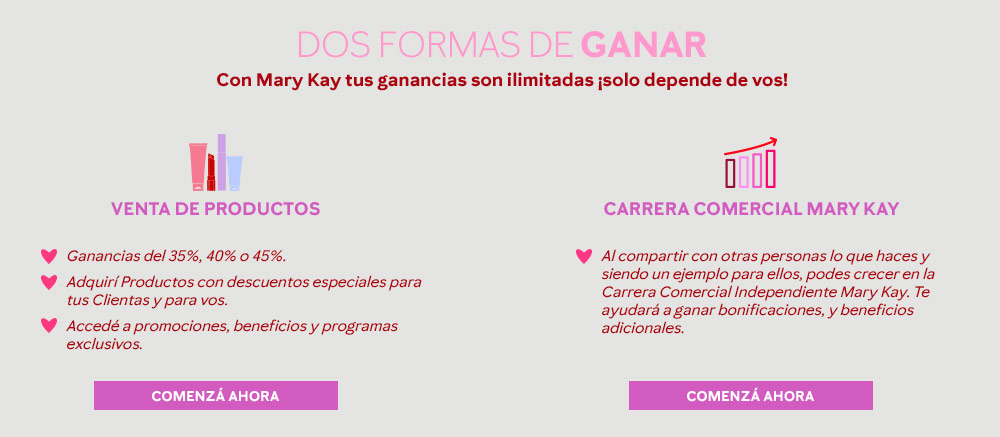 DOS FORMAS DE GANAR
Con Mary Kay tus ganancias son ilimitadas ¡solo depende de vos!
VENTA DE PRODUCTOS
Ganancias del 35%, 40% o 45%.
Adquirí Productos con descuentos especiales para
tus Clientas y para vos.
Accedé a promociones, beneficios y programas
exclusivos.
COMENZÁ AHORA
CARRERA COMERCIAL MARY KAY
Al compartir con otras personas lo que haces y
siendo un ejemplo para ellos, podes crecer en la
Carrera Comercial Independiente Mary Kay. Te
ayudará a ganar bonificaciones, y beneficios
adicionales.
COMENZÁ AHORA